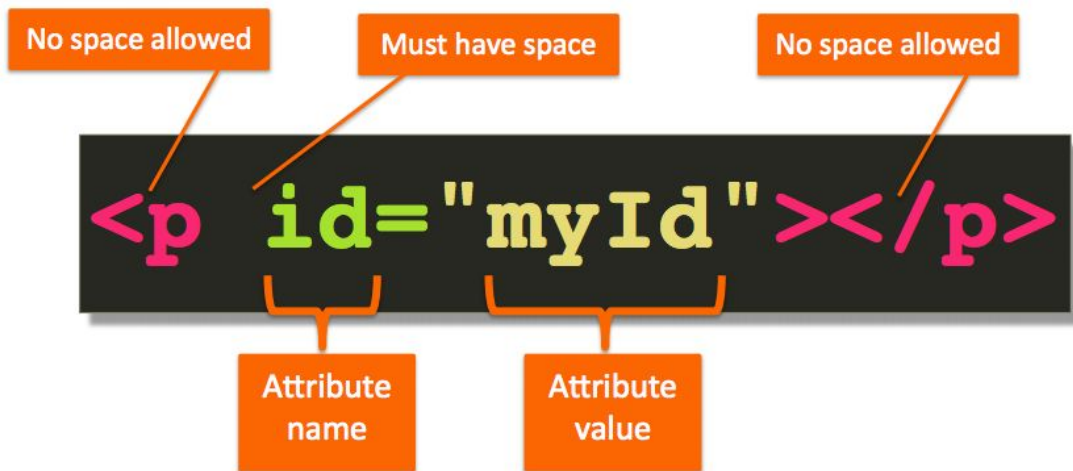 No space allowed
Must have space
No space allowed
<p id="myId"></p>
Attribute
name
Attribute
value